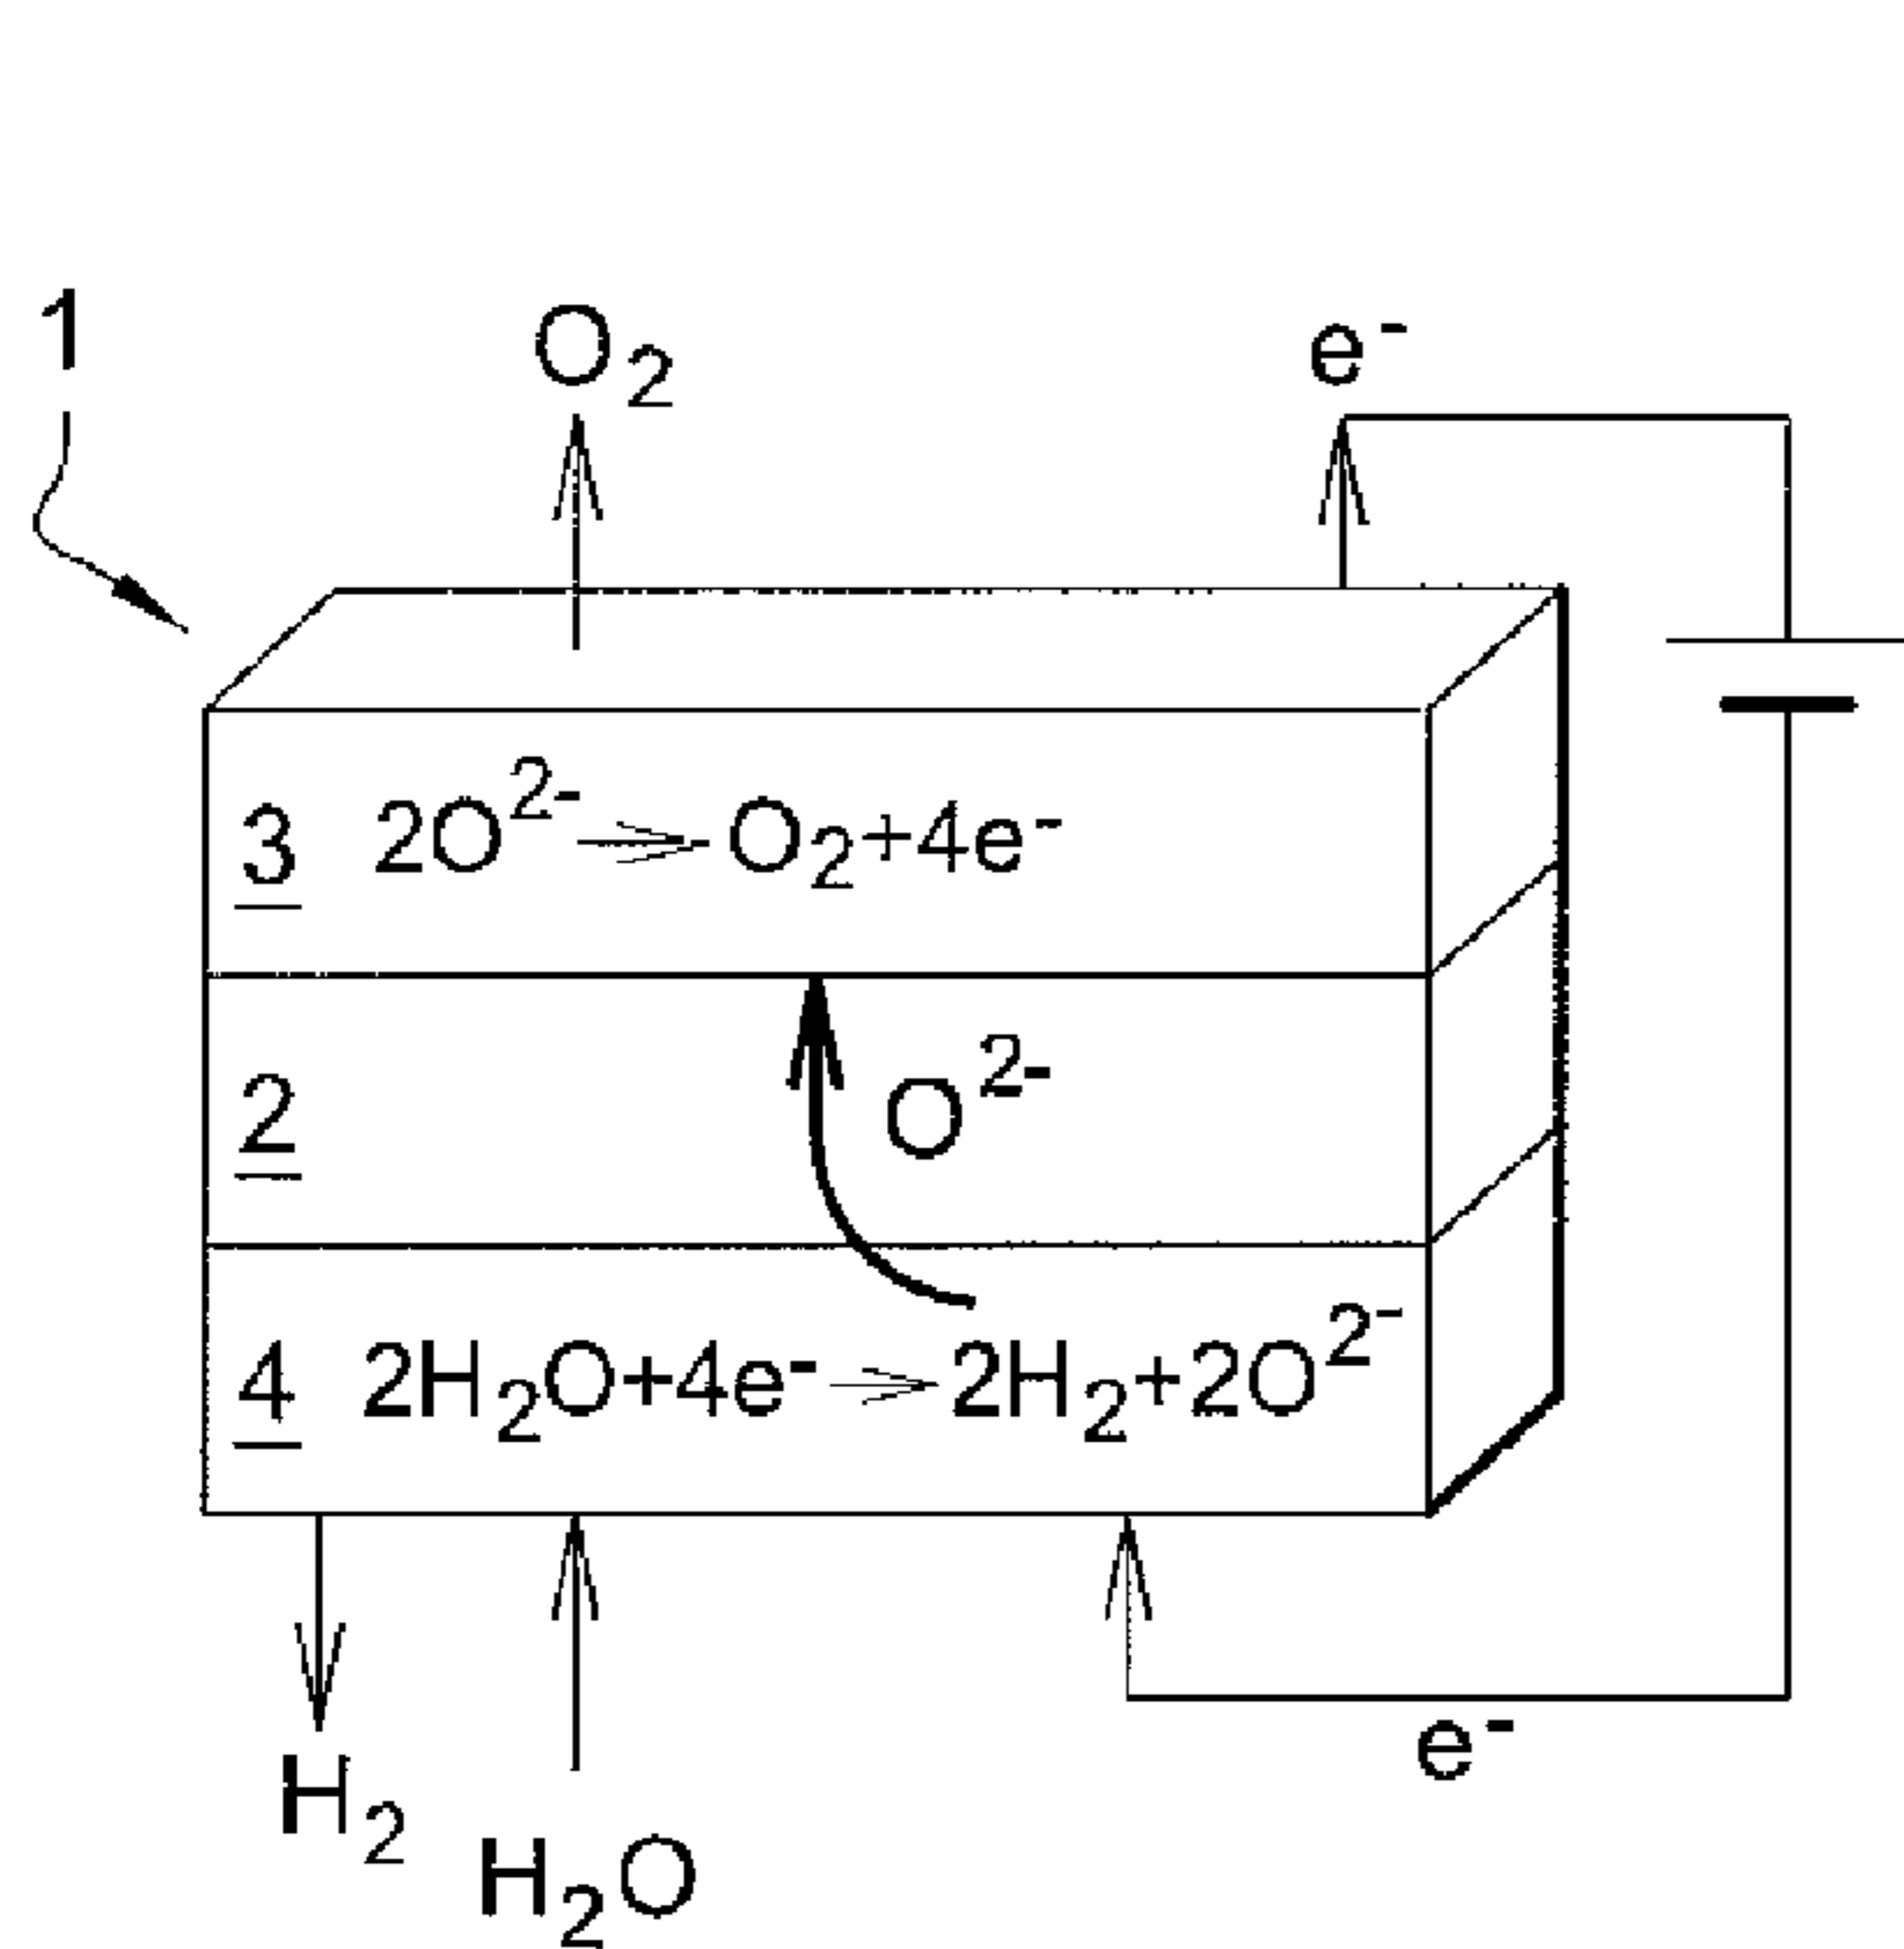 1
O₂
e⁻
3 2O²⁻ → O₂+4e⁻
2 O²⁻
4 2H₂O+4e⁻ → 2H₂+2O²⁻
e⁻
H₂
H₂O